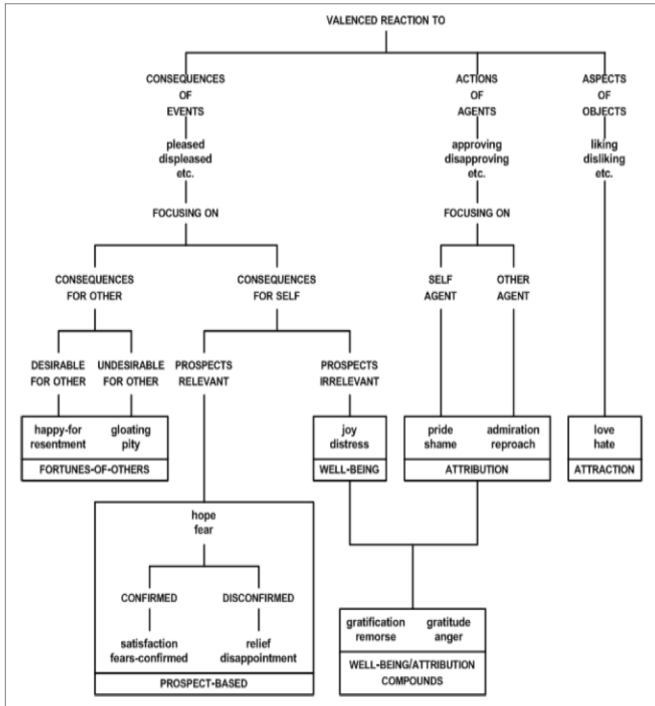 VALENCED REACTION TO
CONSEQUENCES
OF
EVENTS
ACTIONS
OF
AGENTS
ASPECTS
OF
OBJECTS
pleased
displeased
etc.
approving
disapproving
etc.
liking
disliking
etc.
FOCUSING ON
FOCUSING ON
CONSEQUENCES
FOR OTHER
CONSEQUENCES
FOR SELF
SELF
AGENT
OTHER
AGENT
DESIRABLE
FOR OTHER
UNDESIRABLE
FOR OTHER
PROSPECTS
RELEVANT
PROSPECTS
IRRELEVANT
happy-for
resentment
gloating
pity
FORTUNES-OF-OTHERS
joy
distress
WELL-BEING
pride
shame
admiration
reproach
ATTRIBUTION
love
hate
ATTRACTION
hope
fear
CONFIRMED
DISCONFIRMED
satisfaction
fears-confirmed
relief
disappointment
PROSPECT-BASED
gratification
remorse
gratitude
anger
WELL-BEING/ATTRIBUTION
COMPOUNDS